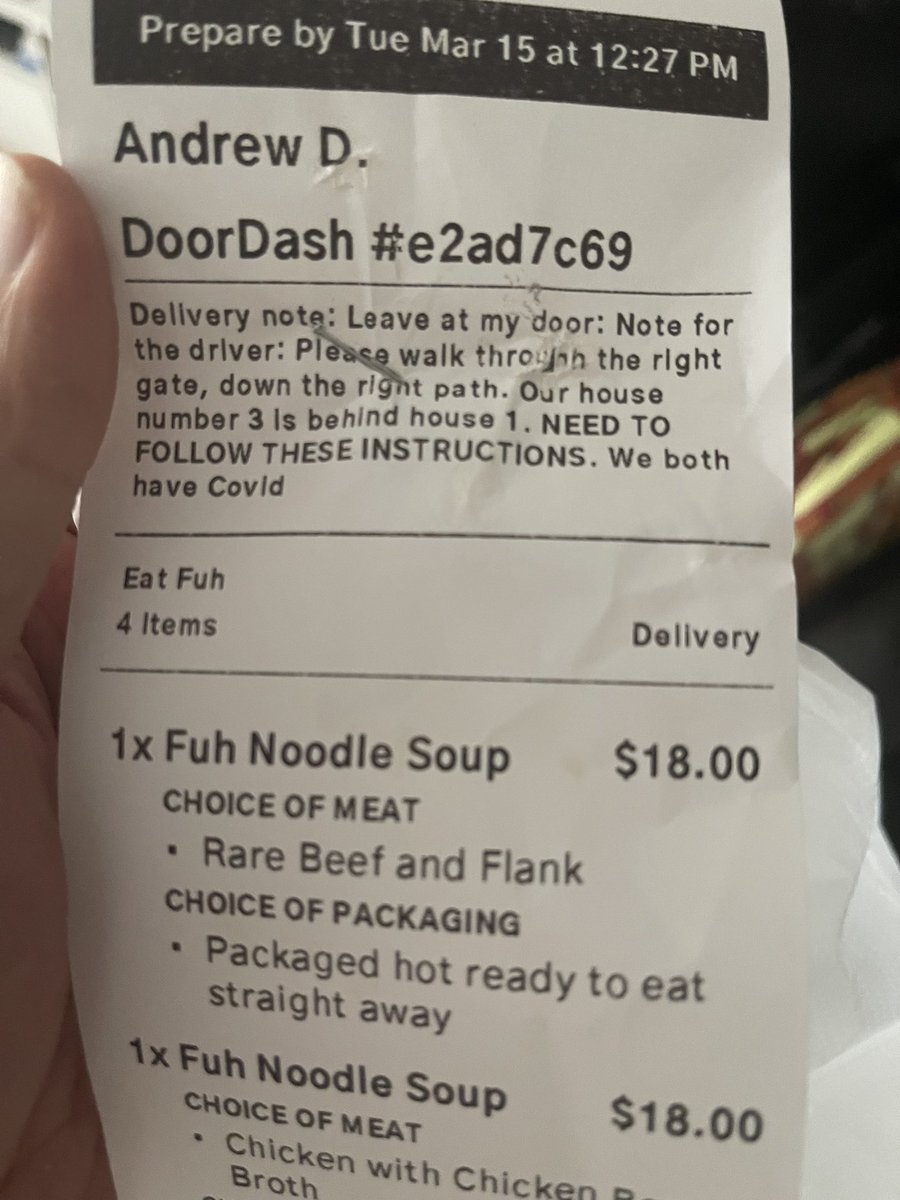 Prepare by Tue Mar 15 at 12:27 PM
Andrew D.
DoorDash #e2ad7c69
Delivery note: Leave at my door: Note for
the driver: Please walk through the right
gate, down the right path. Our house
number 3 is behind house 1. NEED TO
FOLLOW THESE INSTRUCTIONS. We both
have Covid
Eat Fuh
4 Items
Delivery
1x Fuh Noodle Soup $18.00
CHOICE OF MEAT
• Rare Beef and Flank
CHOICE OF PACKAGING
• Packaged hot ready to eat
straight away
1x Fuh Noodle Soup $18.00
CHOICE OF MEAT
• Chicken with Chicken
Broth